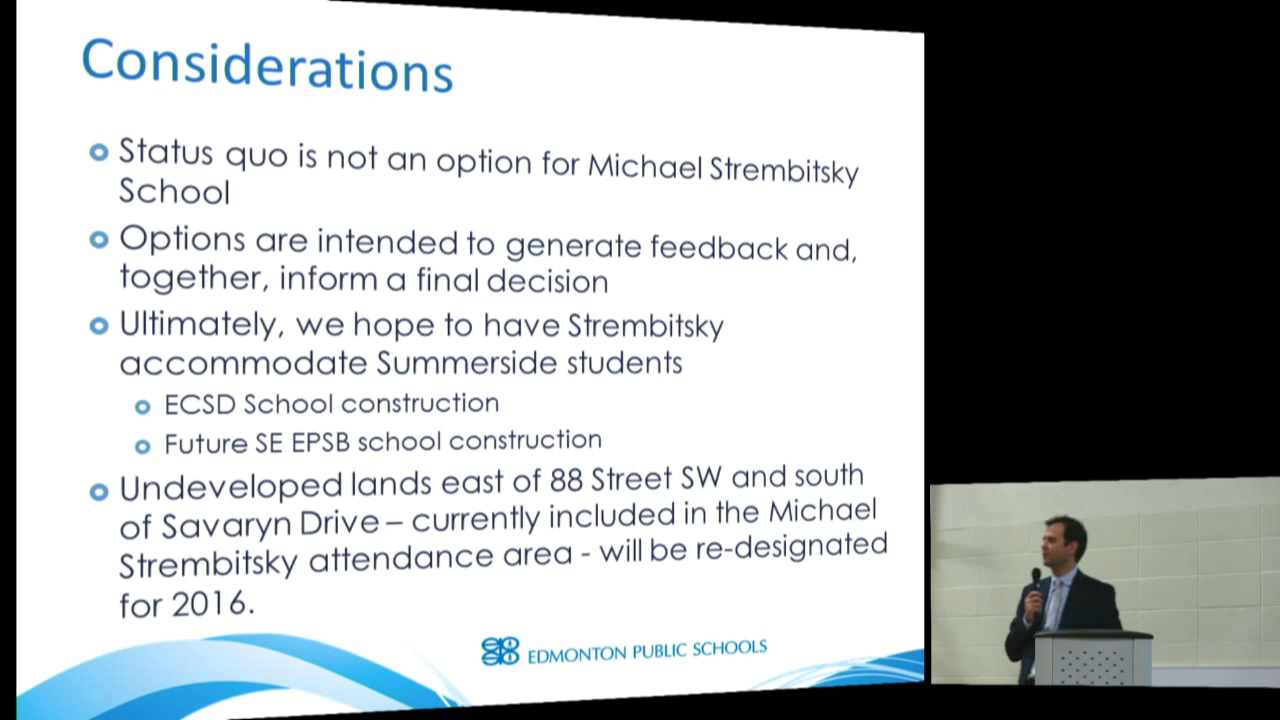 Considerations
Status quo is not an option for Michael Strembitsky
School
Options are intended to generate feedback and,
together, inform a final decision
Ultimately, we hope to have Strembitsky
accommodate Summerside students
ECSD School construction
Future SE EPSB school construction
Undeveloped lands east of 88 Street SW and south
of Savaryn Drive – currently included in the Michael
Strembitsky attendance area - will be re-designated
for 2016.
EDMONTON PUBLIC SCHOOLS